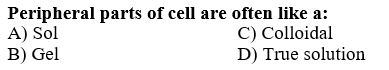 Peripheral parts of cell are often like a:
A) Sol C) Colloidal
B) Gel D) True solution